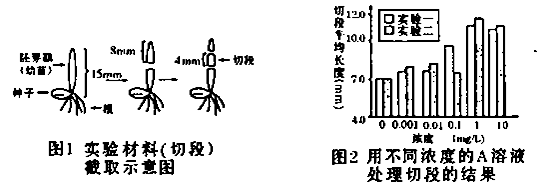 胚芽鞘
(幼苗)
种子
根
15mm
8mm
4mm
切段
图1 实验材料(切段)
截取示意图
切段平均长度(mm)
12.0
10.0
7.0
4.0
实验一
实验二
0 0.001 0.01 0.1 1 10
浓度 (mg/L)
图2 用不同浓度的A溶液
处理切段的结果